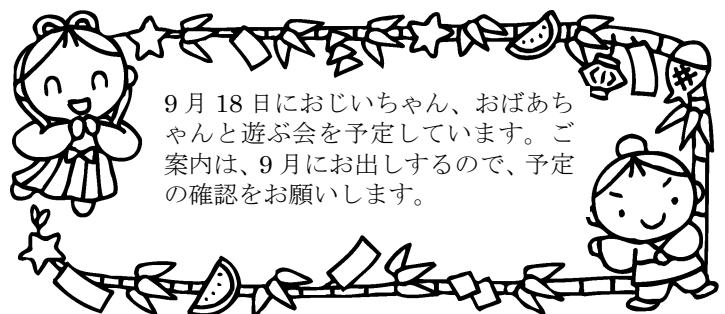 9月18日におじいちゃん、おばあち
ゃんと遊ぶ会を予定しています。ご
案内は、9月にお出しするので、予定
の確認をお願いします。